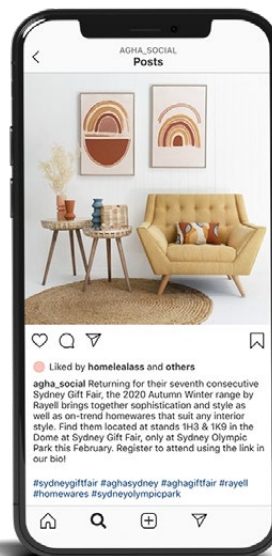 AGHA_SOCIAL
Posts
Liked by homelealass and others
agha_social Returning for their seventh consecutive
Sydney Gift Fair, the 2020 Autumn Winter range by
Rayell brings together sophistication and style as
well as on-trend homewares that suit any interior
style. Find them located at stands 1H3 & 1K9 in the
Dome at Sydney Gift Fair, only at Sydney Olympic
Park this February. Register to attend using the link in
our bio!
#sydneygiftfair #aghasydney #aghagiftfair #rayell
#homewares #sydneyolympicpark